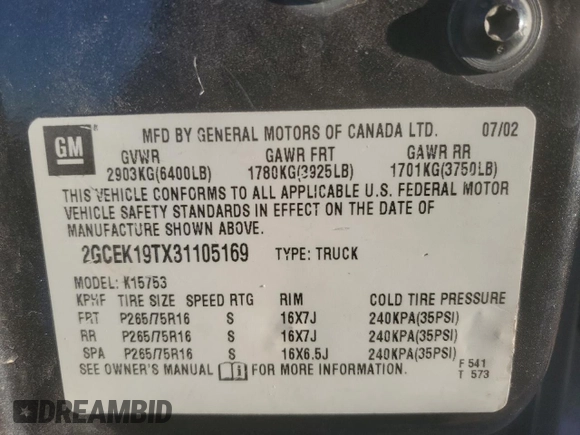 GM
MFD BY GENERAL MOTORS OF CANADA LTD. 07/02
GVWR GAWR FRT GAWR RR
2903KG(6400LB) 1780KG(3925LB) 1701KG(3750LB)
THIS VEHICLE CONFORMS TO ALL APPLICABLE U.S. FEDERAL MOTOR
VEHICLE SAFETY STANDARDS IN EFFECT ON THE DATE OF
MANUFACTURE SHOWN ABOVE.
2GCEK19TX31105169 TYPE: TRUCK
MODEL: K15753
TIRE SIZE SPEED RTG RIM COLD TIRE PRESSURE
FRT P265/75R16 S 16X7J 240KPA(35PSI)
RR P265/75R16 S 16X7J 240KPA(35PSI)
SPA P265/75R16 S 16X6.5J 240KPA(35PSI)
SEE OWNER'S MANUAL FOR MORE INFORMATION. F 541
T 573
DREAMBID